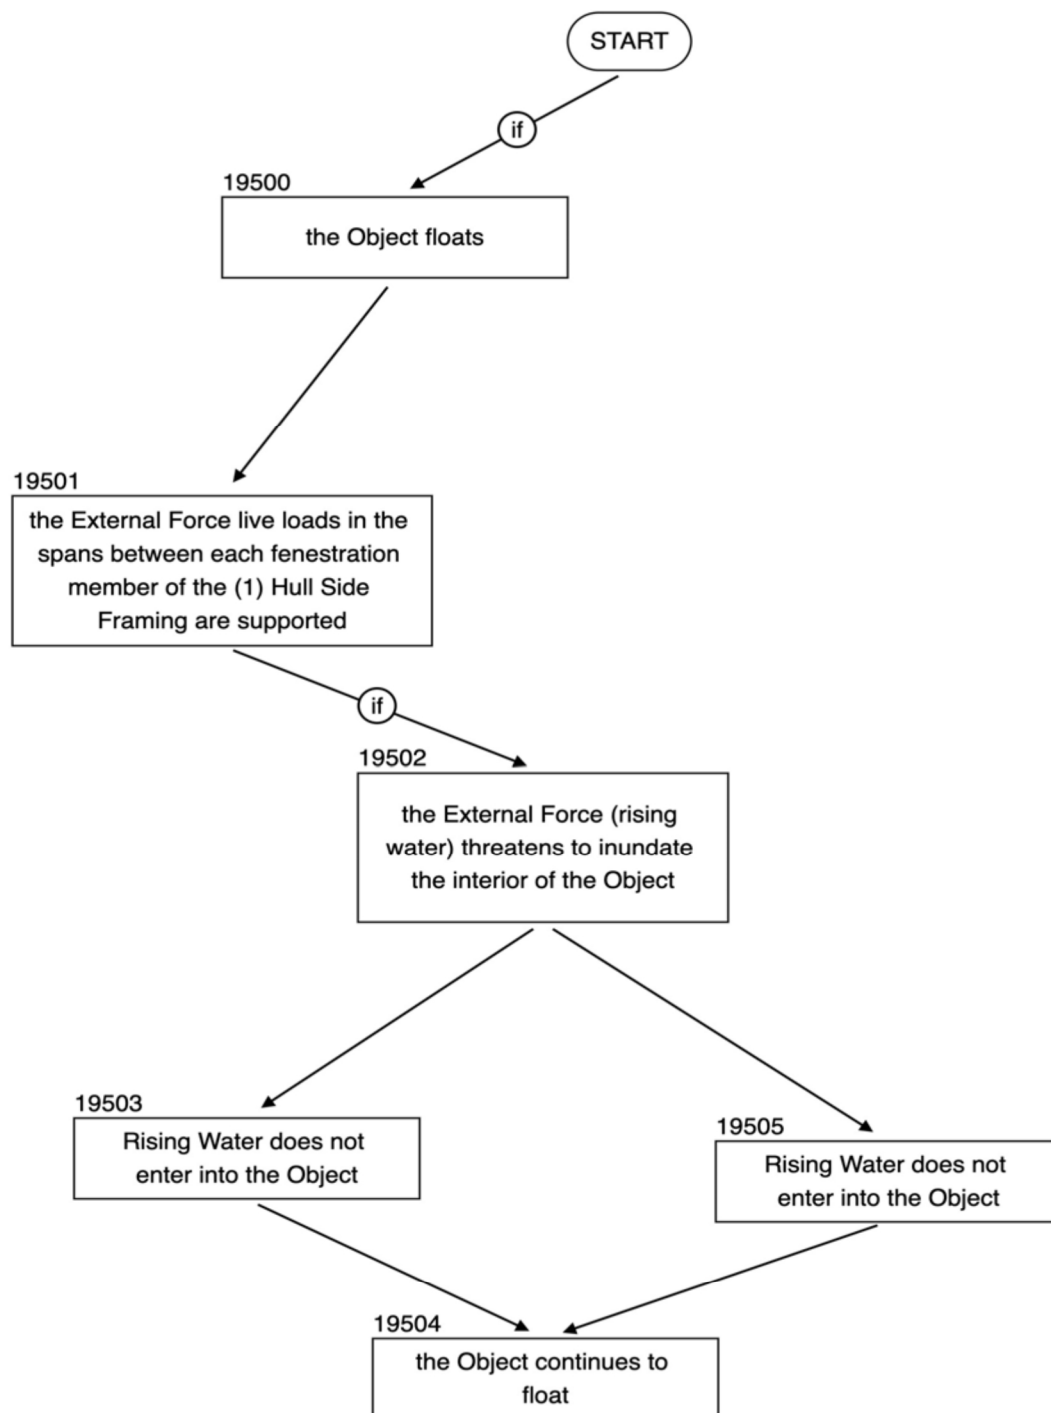 START
if
19500
the Object floats
19501
the External Force live loads in the
spans between each fenestration
member of the (1) Hull Side
Framing are supported
if
19502
the External Force (rising
water) threatens to inundate
the interior of the Object
19503
Rising Water does not
enter into the Object
19505
Rising Water does not
enter into the Object
19504
the Object continues to
float